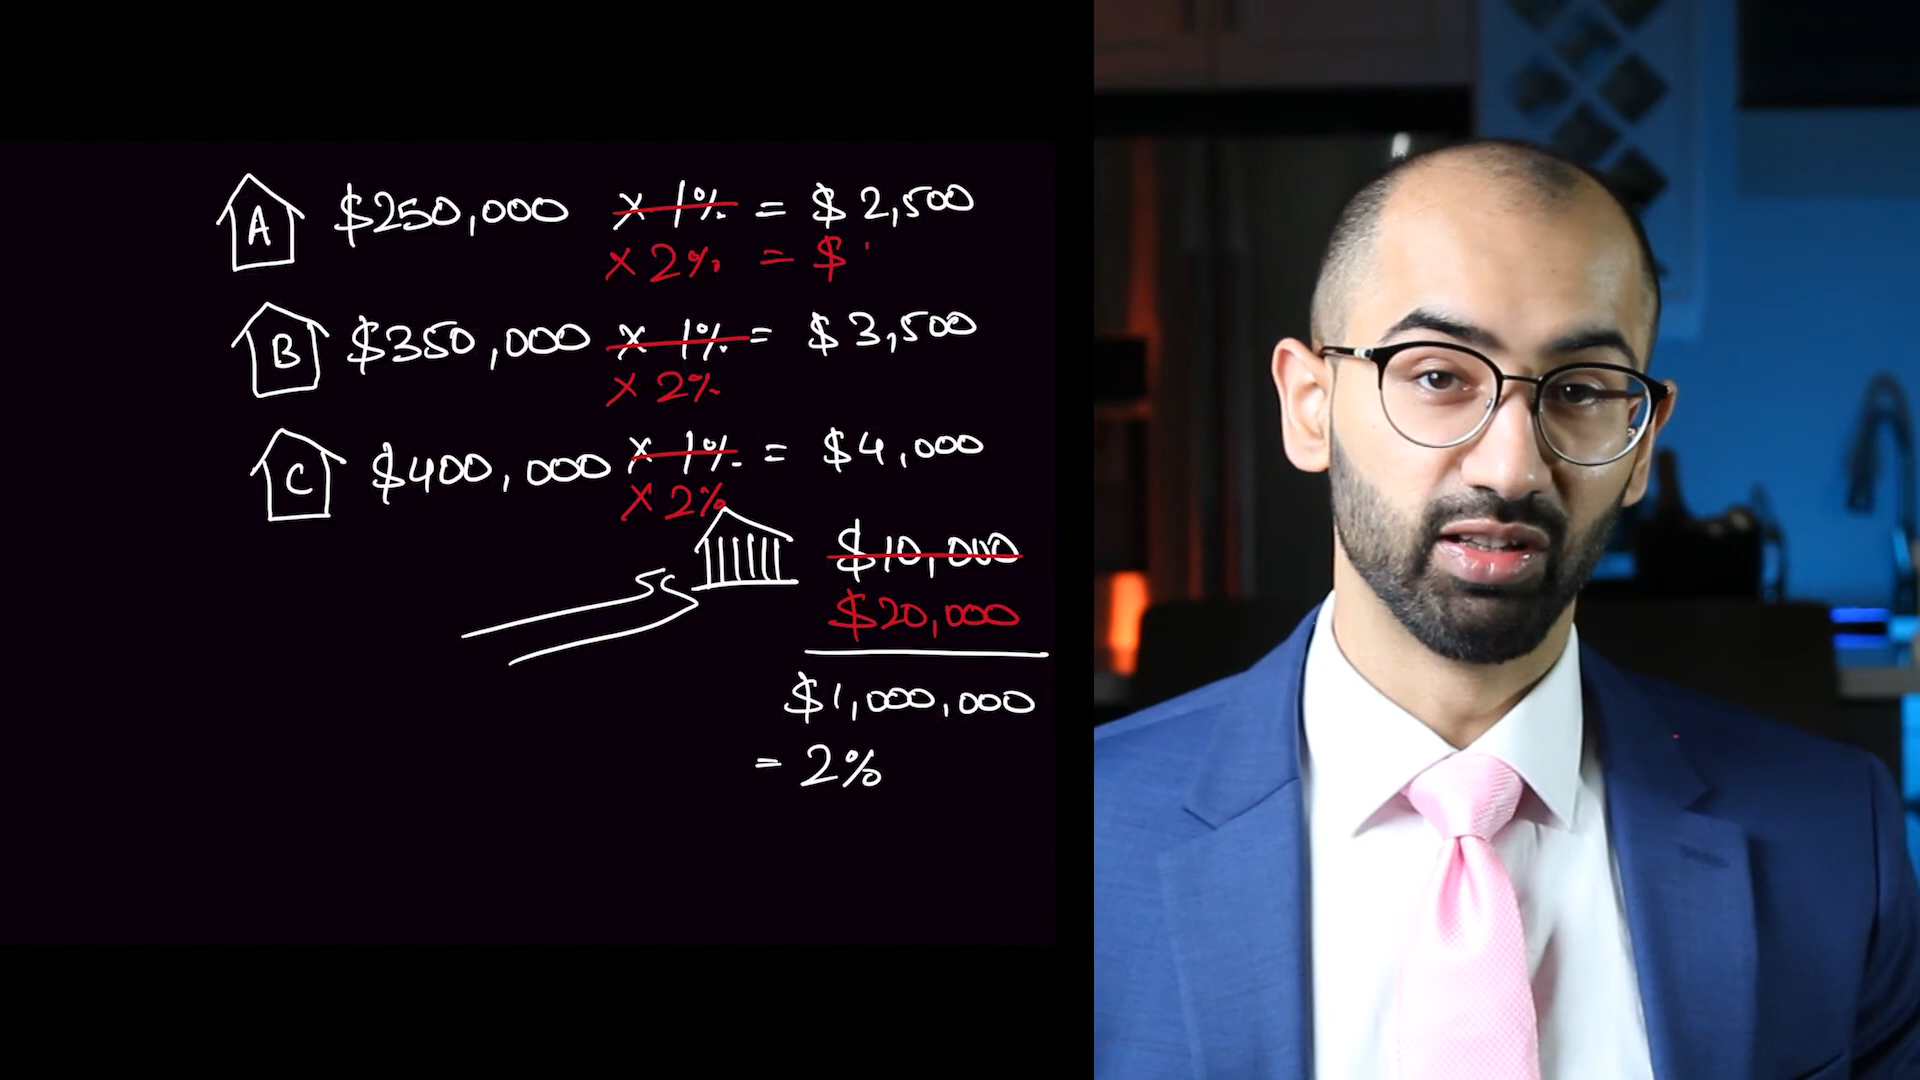 A $250,000 x 1% = $2,500
x 2% = $
B $350,000 x 1% = $3,500
x 2%
C $400,000 x 1% = $4,000
x 2%
$10,000
$20,000
$1,000,000
= 2%